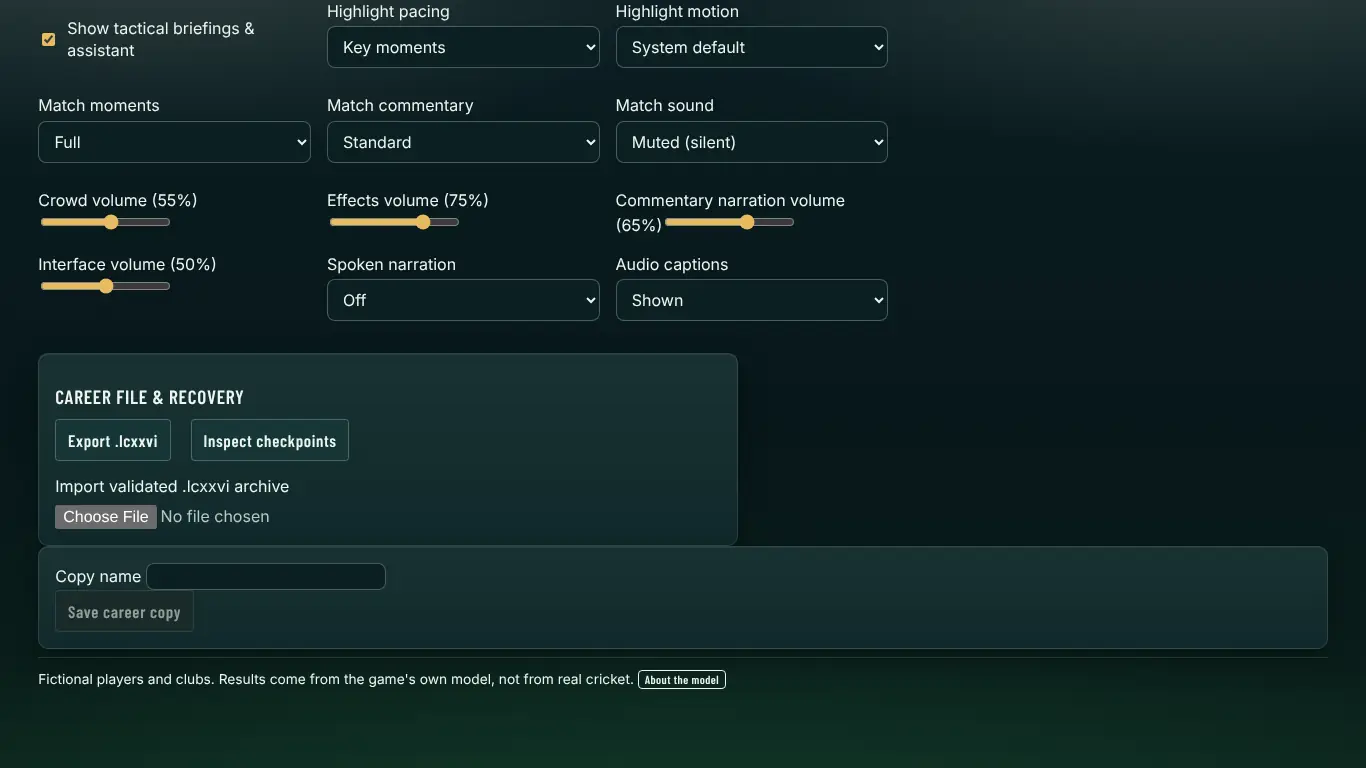 Show tactical briefings &
assistant
Highlight pacing
Key moments
Highlight motion
System default
Match moments
Full
Match commentary
Standard
Match sound
Muted (silent)
Crowd volume (55%)
Effects volume (75%)
Commentary narration volume
(65%)
Interface volume (50%)
Spoken narration
Off
Audio captions
Shown
CAREER FILE & RECOVERY
Export .lcxxvi
Inspect checkpoints
Import validated .lcxxvi archive
Choose File No file chosen
Copy name
Save career copy
Fictional players and clubs. Results come from the game's own model, not from real cricket. About the model